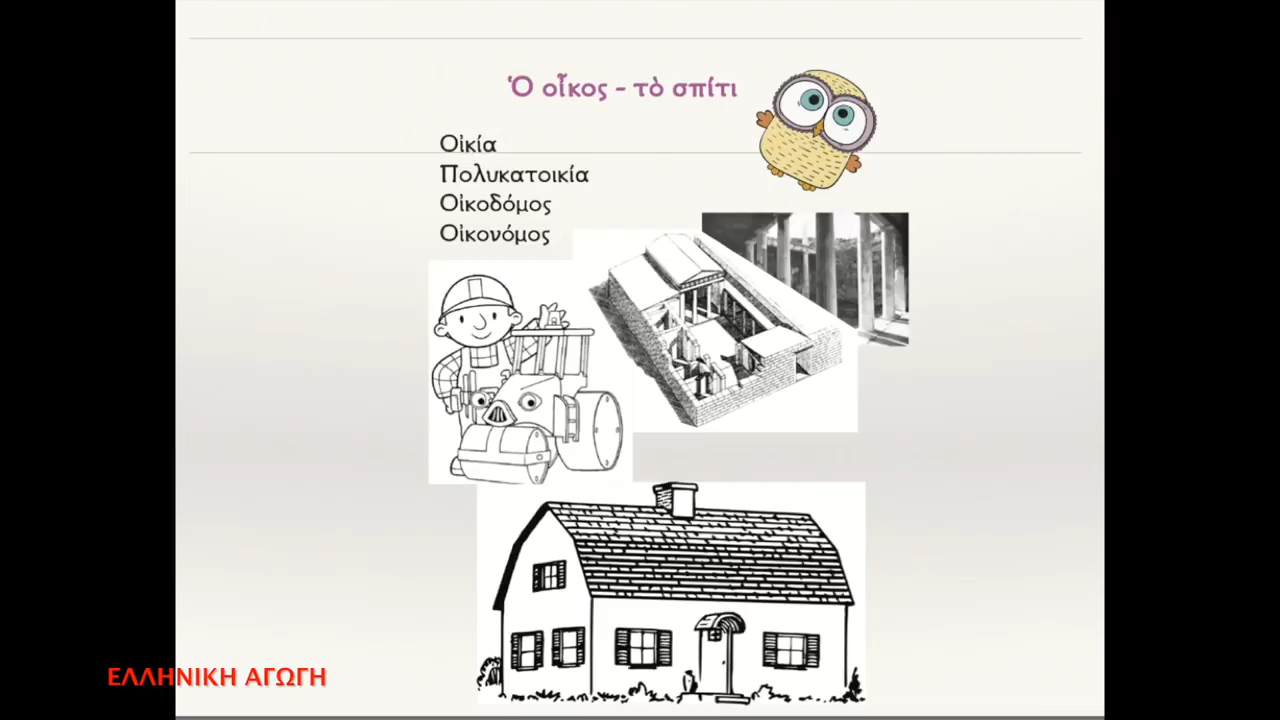 Ὁ οἶκος - τὸ σπίτι
Οἰκία
Πολυκατοικία
Οἰκοδόμος
Οἰκονόμος
ΕΛΛΗΝΙΚΗ ΑΓΩΓΗ